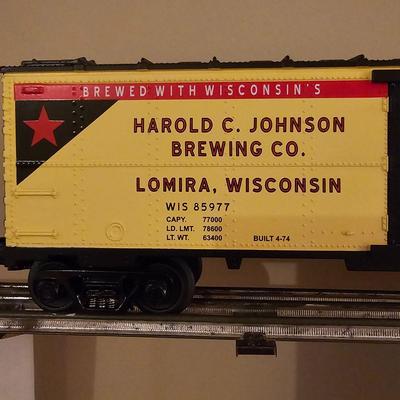 BREWED WITH WISCONSIN'S
HAROLD C. JOHNSON
BREWING CO.
LOMIRA, WISCONSIN
WIS 85977
CAPY. 77000
LD. LMT. 78600
LT. WT. 63400 BUILT 4-74